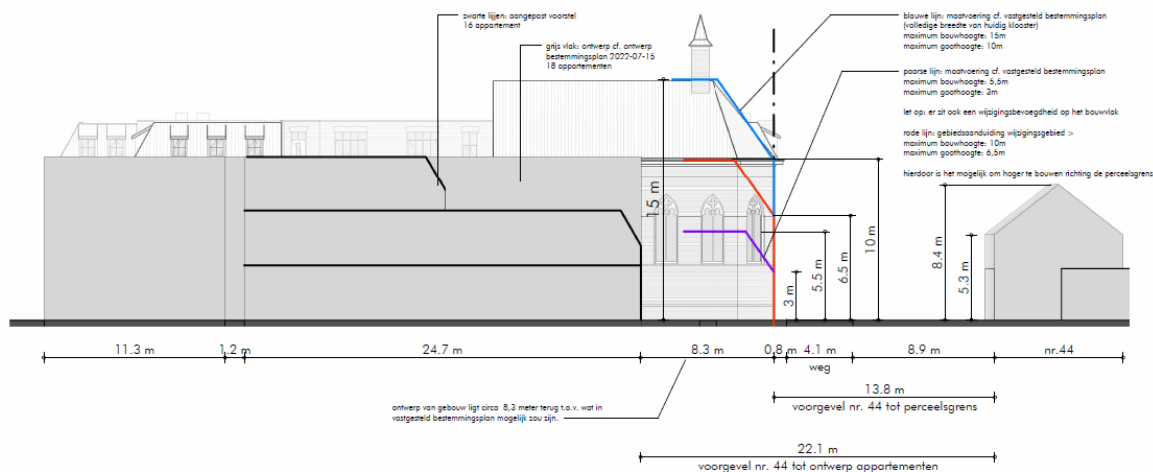 zwarte lijnen: aangepast voorstel
16 appartement
grijs vlak: ontwerp cf. ontwerp
bestemmingsplan 2022-07-15
18 appartementen
blauwe lijn: maatvoering cf. vastgesteld bestemmingsplan
(volledige breedte van huidig klooster)
maximum bouwhoogte: 15m
maximum goothoogte: 10m
paarse lijn: maatvoering cf. vastgesteld bestemmingsplan
maximum bouwhoogte: 5,5m
maximum goothoogte: 3m
let op: er zit ook een wijzigingsbevoegdheid op het bouwvlak
rode lijn: gebiedsaanduiding wijzigingsgebied >
maximum bouwhoogte: 10m
maximum goothoogte: 6,5m
hierdoor is het mogelijk om hoger te bouwen richting de perceelsgrens
15 m
3 m
5.5 m
6.5 m
10 m
8.4 m
5.3 m
11.3 m
1.2 m
24.7 m
8.3 m
0.8 m
4.1 m
8.9 m
nr.44
weg
13.8 m
voorgevel nr. 44 tot perceelsgrens
ontwerp van gebouw ligt circa 8,3 meter terug t.o.v. wat in
vastgesteld bestemmingsplan mogelijk zou zijn.
22.1 m
voorgevel nr. 44 tot ontwerp appartementen